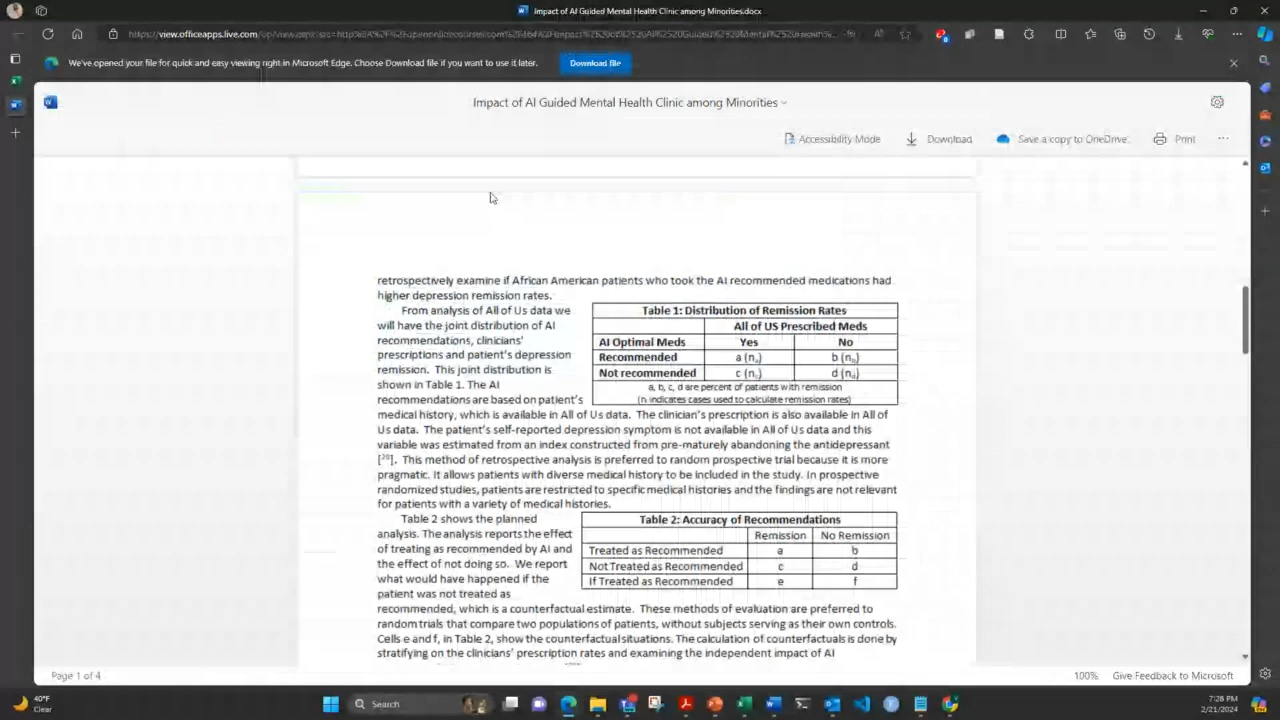 Impact of AI Guided Mental Health Clinic among Minorities.docx
We've opened your file for quick and easy viewing right in Microsoft Edge. Choose Download file if you want to use it later.
Download file
Impact of AI Guided Mental Health Clinic among Minorities
Accessibility Mode
Download
Save a copy to OneDrive
Print
retrospectively examine if African American patients who took the AI recommended medications had
higher depression remission rates.
From analysis of All of Us data we
will have the joint distribution of AI
recommendations, clinicians'
prescriptions and patient's depression
remission. This joint distribution is
shown in Table 1. The AI
recommendations are based on patient's
Table 1: Distribution of Remission Rates
All of US Prescribed Meds
AI Optimal Meds Yes No
Recommended a (nₐ) b (n
Not recommended c (n d (n
a, b, c, d are percent of patients with remission
(n indicates cases used to calculate remission rates)
medical history, which is available in All of Us data. The clinician's prescription is also available in All of
Us data. The patient's self-reported depression symptom is not available in All of Us data and this
variable was estimated from an index constructed from pre-maturely abandoning the antidepressant
[²⁰]. This method of retrospective analysis is preferred to random prospective trial because it is more
pragmatic. It allows patients with diverse medical history to be included in the study. In prospective
randomized studies, patients are restricted to specific medical histories and the findings are not relevant
for patients with a variety of medical histories.
Table 2 shows the planned
analysis. The analysis reports the effect
of treating as recommended by AI and
the effect of not doing so. We report
what would have happened if the
patient was not treated as
Table 2: Accuracy of Recommendations
Remission No Remission
Treated as Recommended a b
Not Treated as Recommended c d
If Treated as Recommended e f
recommended, which is a counterfactual estimate. These methods of evaluation are preferred to
random trials that compare two populations of patients, without subjects serving as their own controls.
Cells e and f, in Table 2, show the counterfactual situations. The calculation of counterfactuals is done by
stratifying on the clinicians' prescription rates and examining the independent impact of AI
Page 1 of 4
100%
Give Feedback to Microsoft
40°F
Clear
Search
7:26 PM
2/21/2024